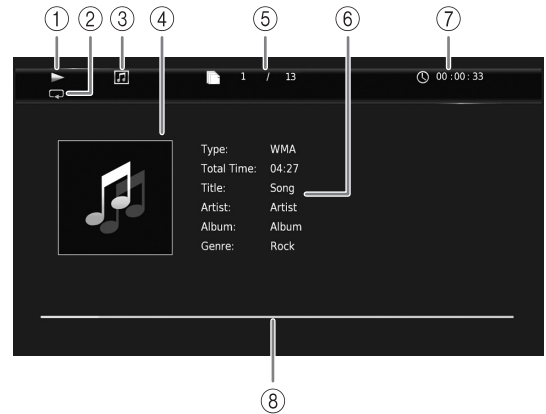 ① ② ③ ④ ⑤ ⑥ ⑦
1 / 13
00:00:33
Type: WMA
Total Time: 04:27
Title: Song
Artist: Artist
Album: Album
Genre: Rock
⑧